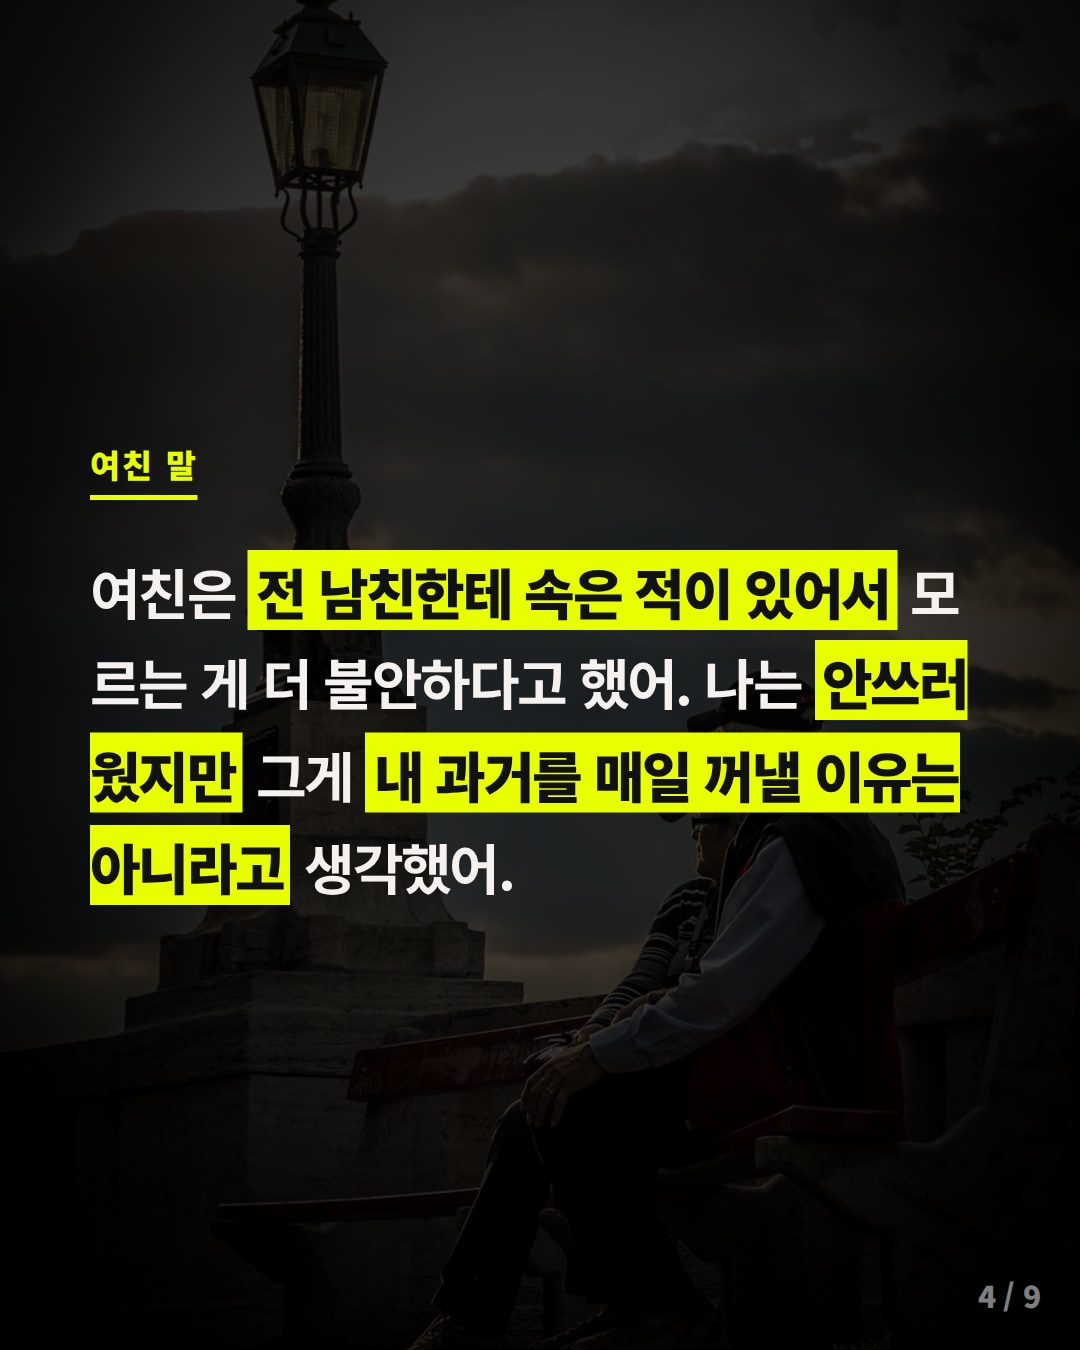 여친 말
여친은 전 남친한테 속은 적이 있어서 모
르는 게 더 불안하다고 했어. 나는 안쓰러
웠지만 그게 내 과거를 매일 꺼낼 이유는
아니라고 생각했어.
4 / 9